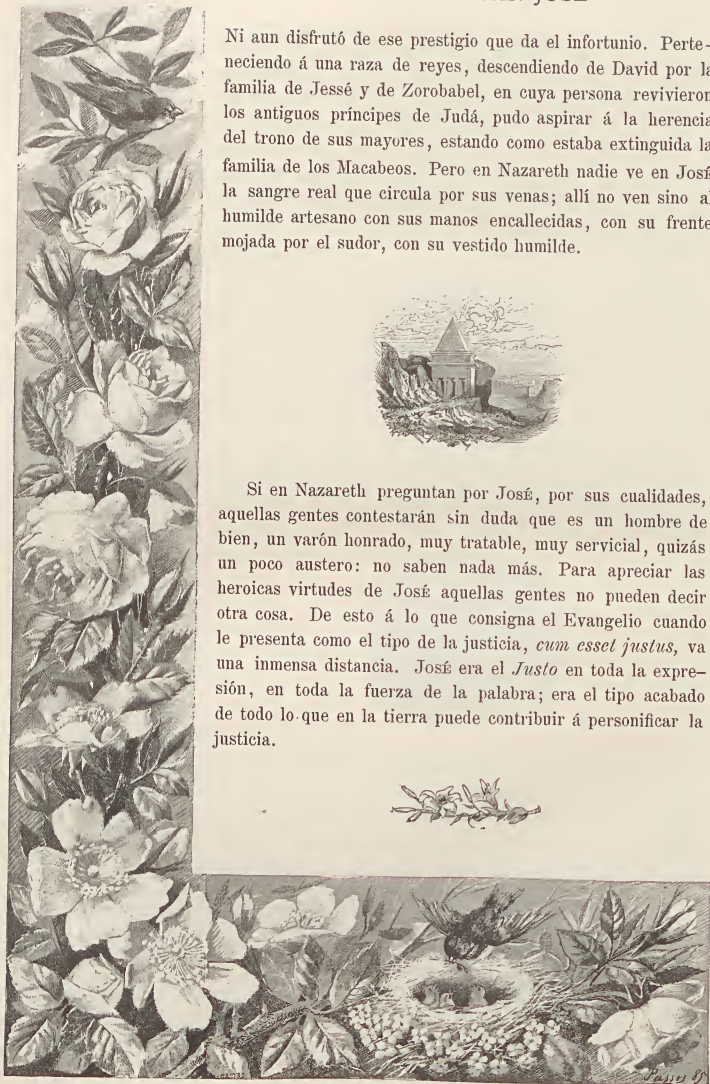 JOSÉ
Ni aun disfrutó de ese prestigio que da el infortunio. Perte-
neciendo á una raza de reyes, descendiendo de David por la
familia de Jessé y de Zorobabel, en cuya persona revivieron
los antiguos príncipes de Judá, pudo aspirar á la herencia
del trono de sus mayores, estando como estaba extinguida la
familia de los Macabeos. Pero en Nazareth nadie ve en José
la sangre real que circula por sus venas; allí no ven sino al
humilde artesano con sus manos encallecidas, con su frente
mojada por el sudor, con su vestido humilde.
Si en Nazareth preguntan por José, por sus cualidades,
aquellas gentes contestarán sin duda que es un hombre de
bien, un varón honrado, muy tratable, muy servicial, quizás
un poco austero: no saben nada más. Para apreciar las
heroicas virtudes de José aquellas gentes no pueden decir
otra cosa. De esto á lo que consigna el Evangelio cuando
le presenta como el tipo de la justicia, cum esset justus, va
una inmensa distancia. José era el Justo en toda la expre-
sión, en toda la fuerza de la palabra; era el tipo acabado
de todo lo que en la tierra puede contribuir á personificar la
justicia.